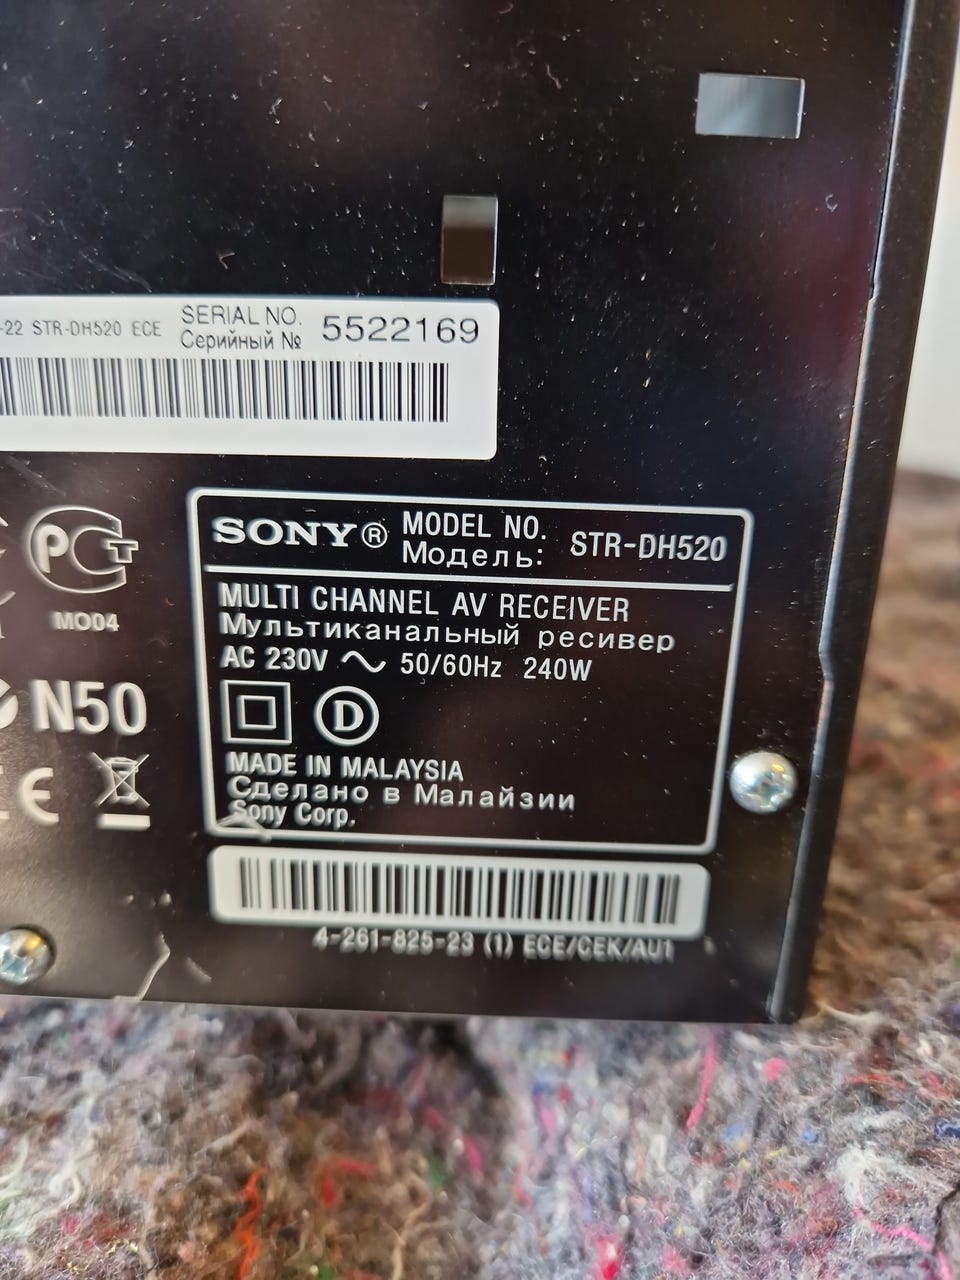 -22 STR-DH520 ECE
SERIAL NO. 5522169
Серийный №
SONY® MODEL NO. STR-DH520
Модель:
MULTI CHANNEL AV RECEIVER
Мультиканальный ресивер
AC 230V ~ 50/60Hz 240W
D
MADE IN MALAYSIA
Сделано в Малайзии
Sony Corp.
4-261-825-23 (1) ECE/CEK/AU1
РСТ
MO04
N50
CE